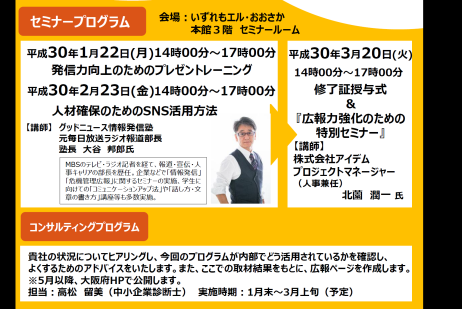 セミナープログラム
会場：いずれもエル・おおさか
本館３階 セミナールーム
平成30年1月22日(月)14時00分～17時00分
発信力向上のためのプレゼントレーニング
平成30年2月23日(金)14時00分～17時00分
人材確保のためのSNS活用方法
【講師】 グッドニュース情報発信塾
元毎日放送ラジオ報道部長
塾長 大谷 邦郎氏
MBSのテレビ・ラジオ記者を経て、報道・宣伝・人
事キャリアの部長を歴任。企業などで「情報発信」
「危機管理広報」に関するセミナーの実施、学生に
向けての「コミュニケーションアップ法」や「話し方・文
章の書き方」講座等も多数実施。
平成30年3月20日(火)
14時00分～17時00分
修了証授与式
＆
『広報力強化のための
特別セミナー』
【講師】
株式会社アイデム
プロジェクトマネージャー
（人事兼任）
北薗 潤一 氏
コンサルティングプログラム
貴社の状況についてヒアリングし、今回のプログラムが内部でどう活用されているかを確認し、
よくするためのアドバイスをいたします。また、ここでの取材結果をもとに、広報ページを作成します。
※5月以降、大阪府HPで公開します。
担当：高松 留美（中小企業診断士） 実施時期：1月末～3月上旬（予定）